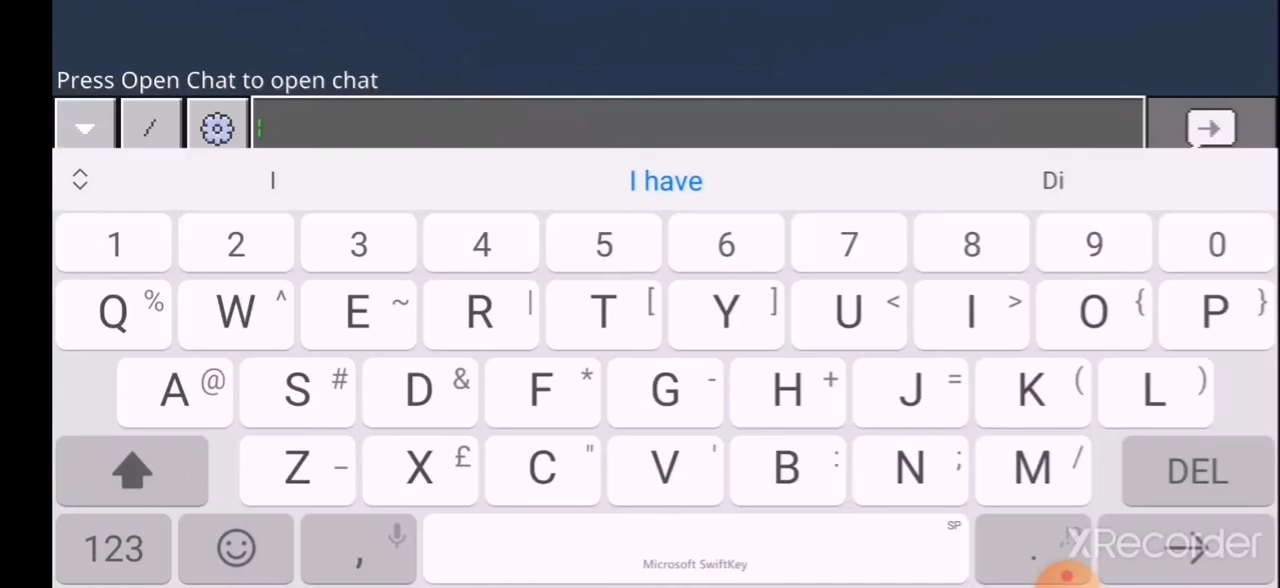 Press Open Chat to open chat
/
I I have Di
1 2 3 4 5 6 7 8 9 0
Q % W ^ E ~ R | T [ Y ] U < I > O { P }
A @ S # D & F * G - H + J = K ( L )
Z – X £ C " V ' B : N ; M / DEL
123 , SP .
Microsoft SwiftKey
XRecorder